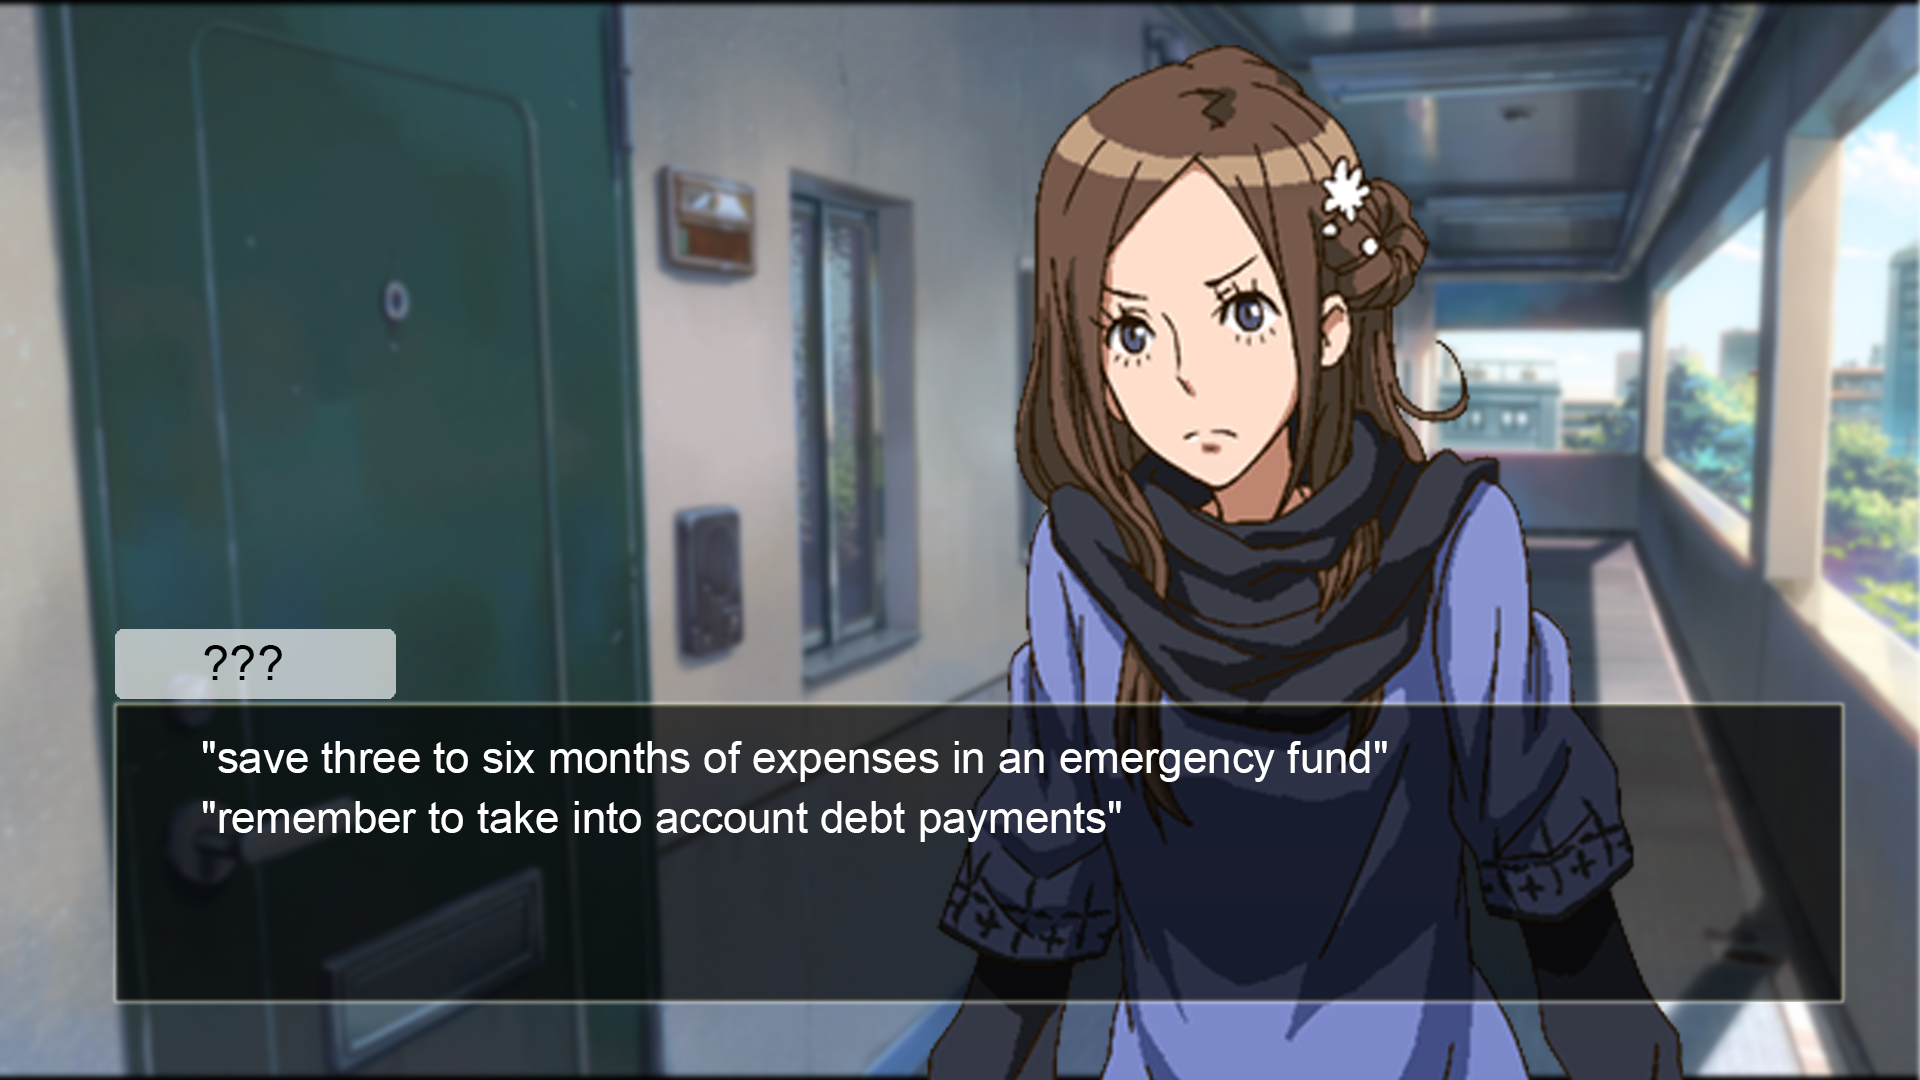 ???
"save three to six months of expenses in an emergency fund"
"remember to take into account debt payments"